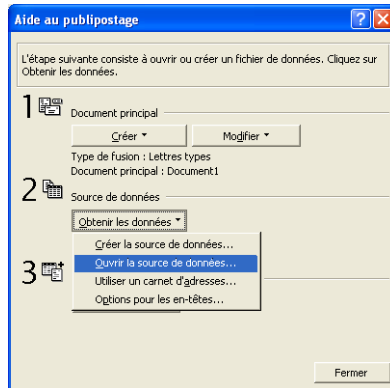 Aide au publipostage
L'étape suivante consiste à ouvrir ou créer un fichier de données. Cliquez sur
Obtenir les données.
1
Document principal
Créer
Modifier
Type de fusion : Lettres types
Document principal : Document1
2
Source de données
Obtenir les données
Créer la source de données...
Ouvrir la source de données...
3
Utiliser un carnet d'adresses...
Options pour les en-têtes...
Fermer